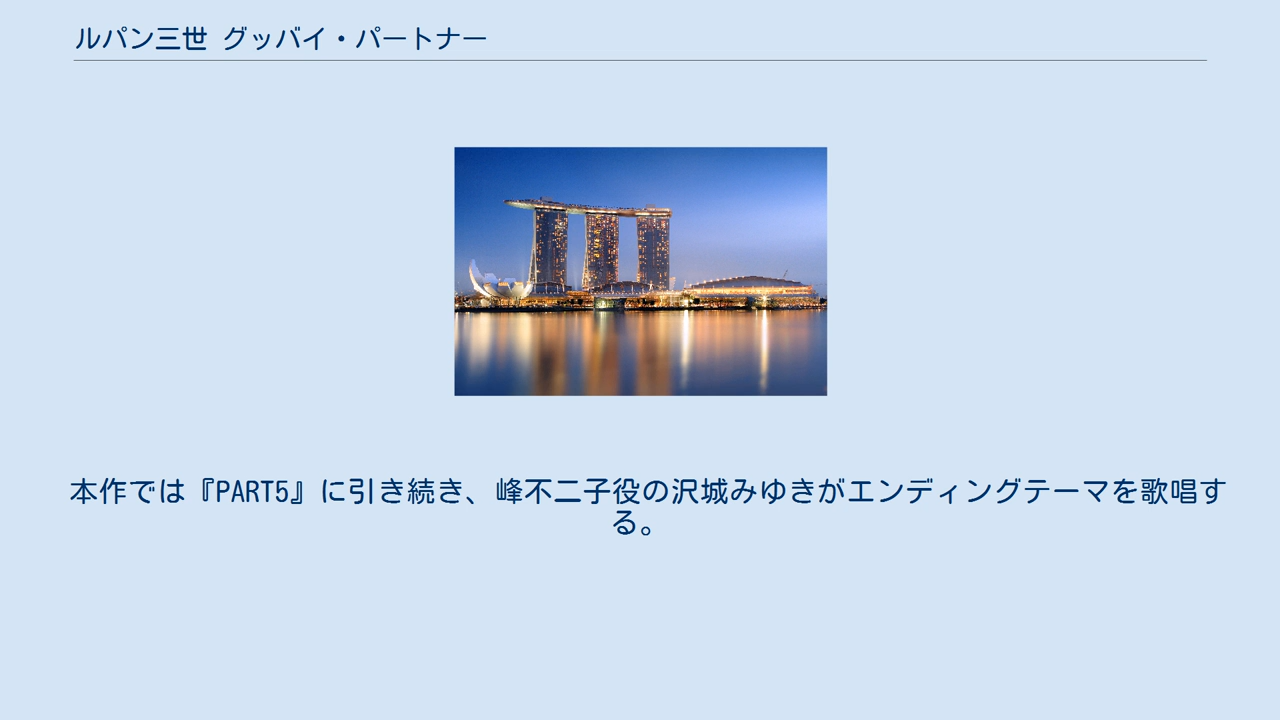 ルパン三世 グッバイ・パートナー
本作では『PART5』に引き続き、峰不二子役の沢城みゆきがエンディングテーマを歌唱す
る。